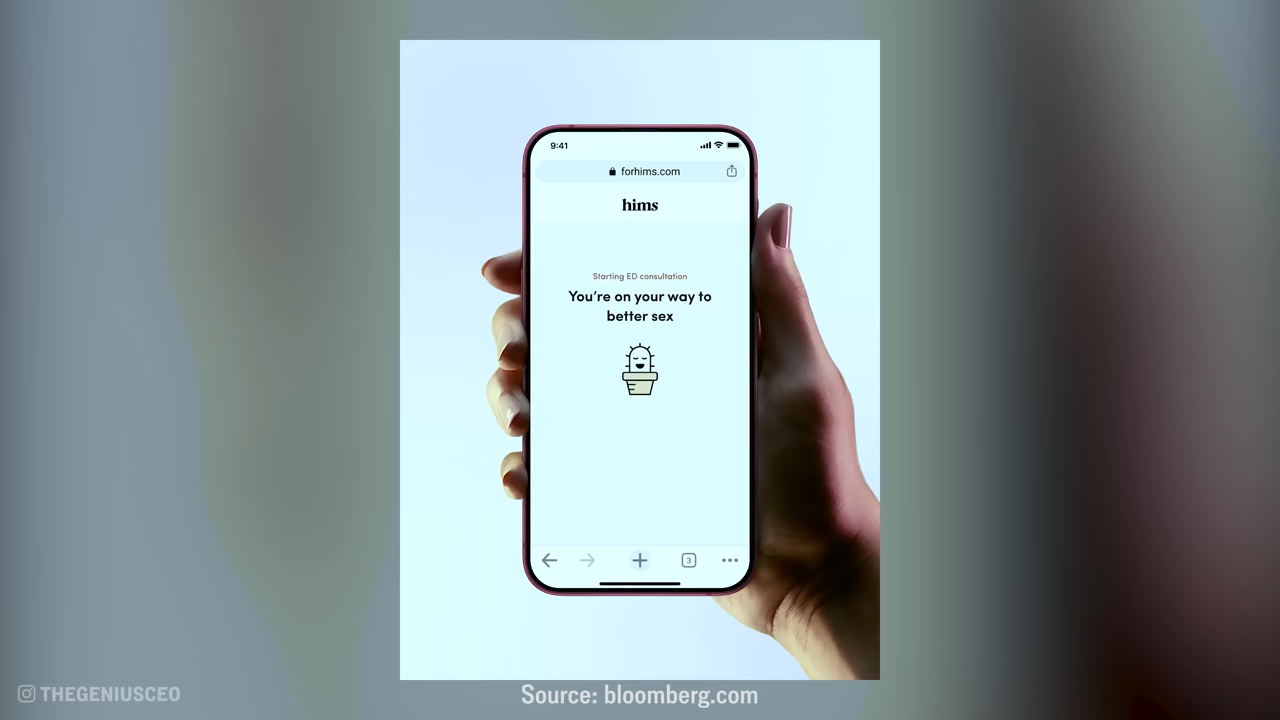 9:41
forhims.com
hims
Starting ED consultation
You're on your way to
better sex
3
THEGENIUSCEO
Source: bloomberg.com